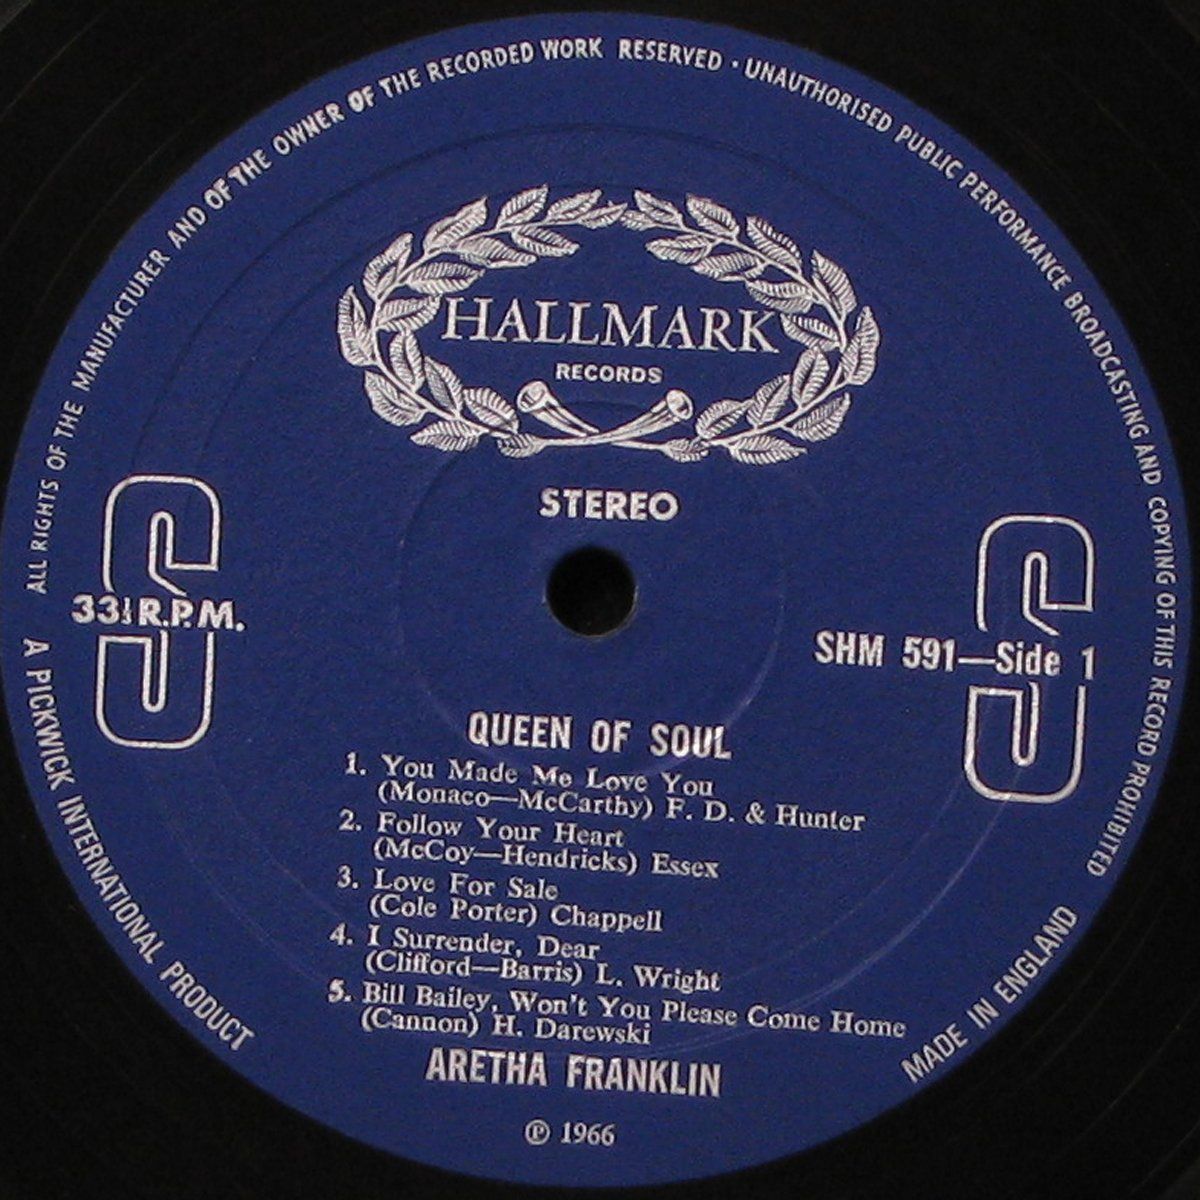 ALL RIGHTS OF THE MANUFACTURER AND OF THE OWNER OF THE RECORDED WORK RESERVED · UNAUTHORISED PUBLIC PERFORMANCE BROADCASTING AND COPYING OF THIS RECORD PROHIBITED
HALLMARK
RECORDS
STEREO
S
33⅓ R.P.M.
S
SHM 591—Side 1
QUEEN OF SOUL
1. You Made Me Love You
(Monaco—McCarthy) F. D. & Hunter
2. Follow Your Heart
(McCoy—Hendricks) Essex
3. Love For Sale
(Cole Porter) Chappell
4. I Surrender, Dear
(Clifford—Barris) L. Wright
5. Bill Bailey, Won't You Please Come Home
(Cannon) H. Darewski
ARETHA FRANKLIN
℗ 1966
A PICKWICK INTERNATIONAL PRODUCT
MADE IN ENGLAND